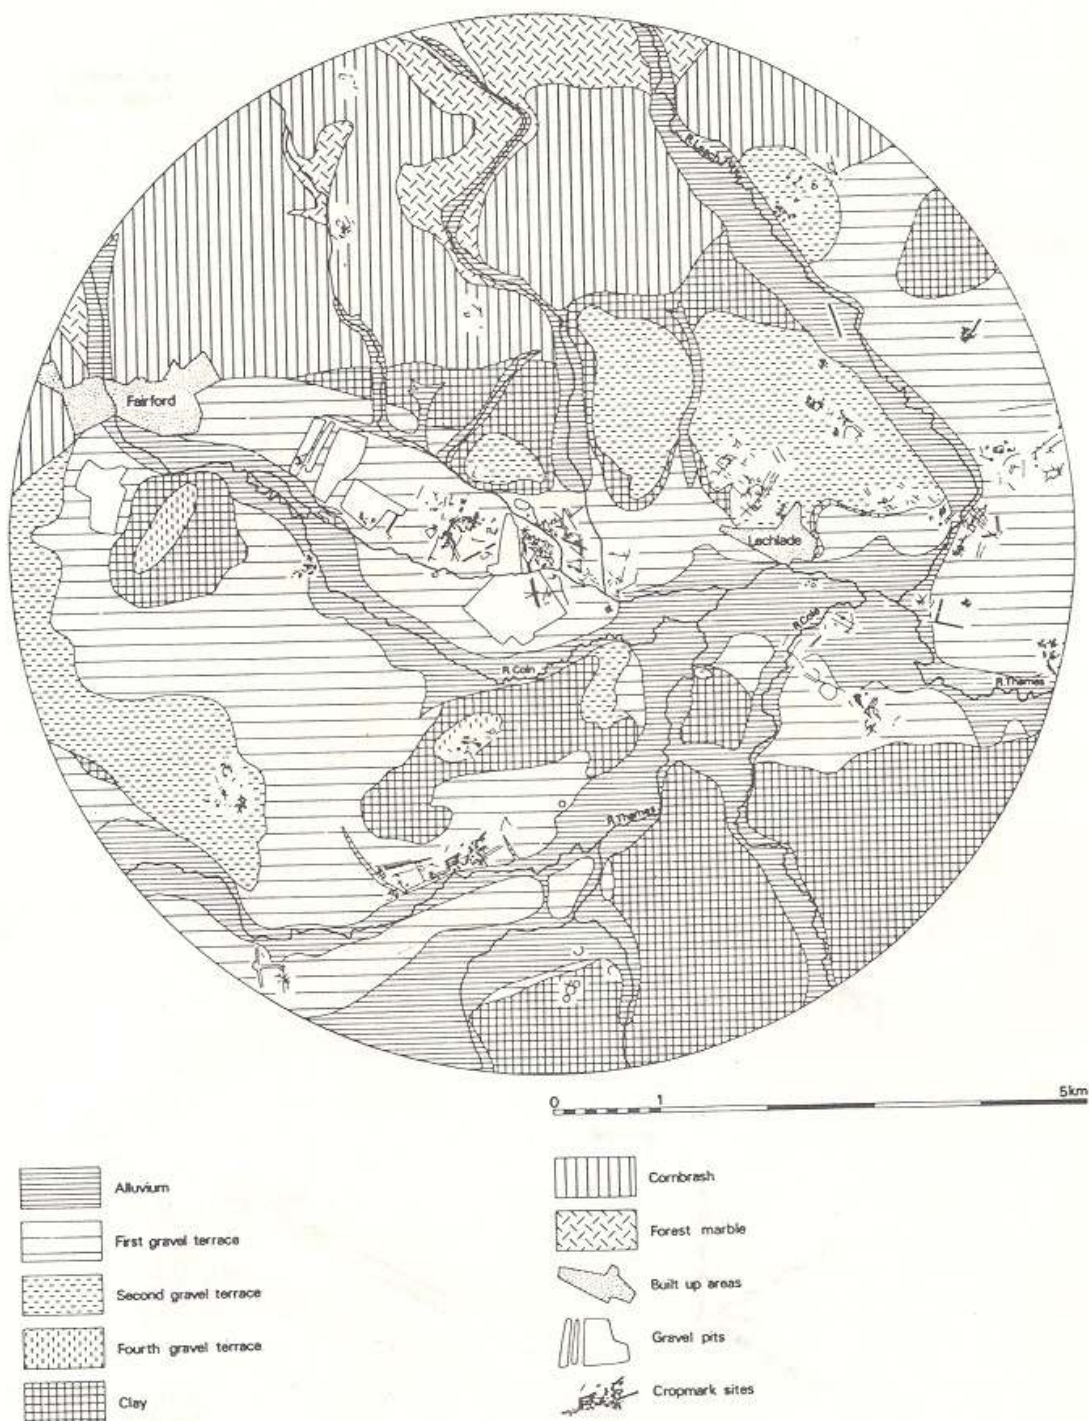 R. Leach
Fairford
Lechlade
R. Cole
R. Coln
R. Thames
R. Thames
0 1 5km
Alluvium
First gravel terrace
Second gravel terrace
Fourth gravel terrace
Clay
Cornbrash
Forest marble
Built up areas
Gravel pits
Cropmark sites